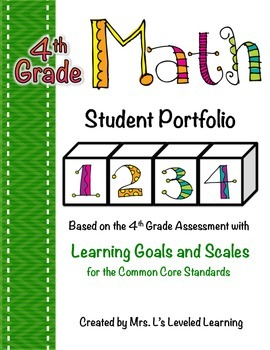 4th Grade
Math
Student Portfolio
1 2 3 4
Based on the 4th Grade Assessment with
Learning Goals and Scales
for the Common Core Standards
Created by Mrs. L's Leveled Learning